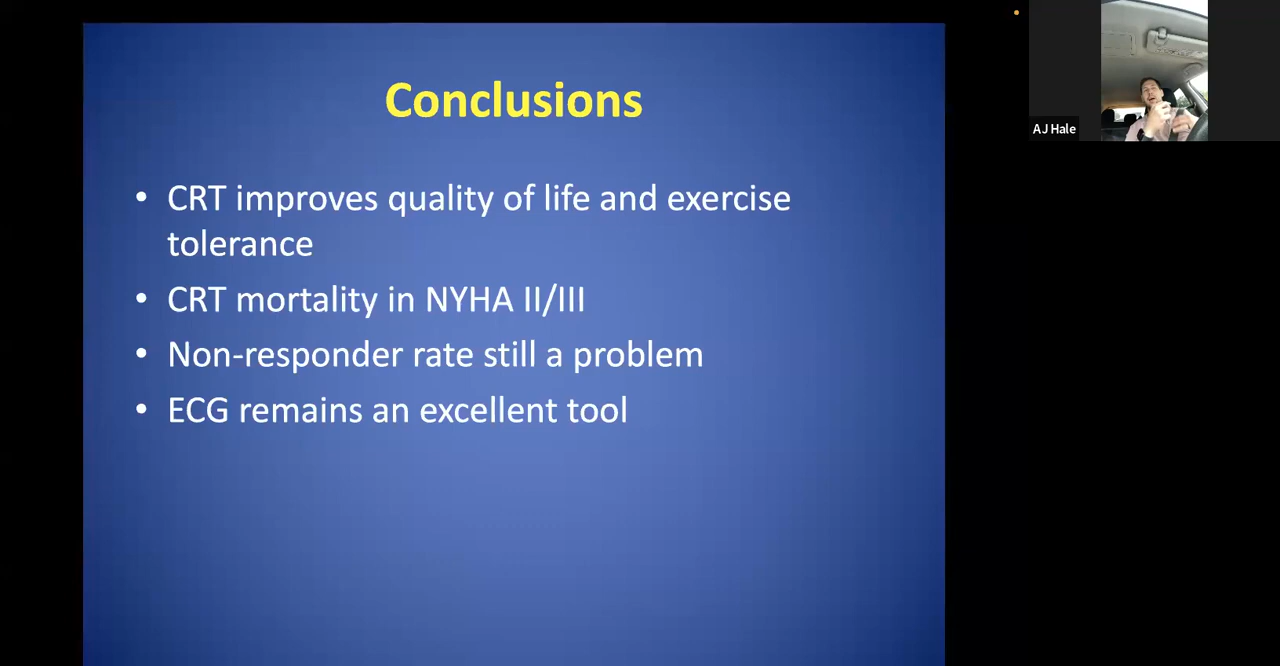 Conclusions
• CRT improves quality of life and exercise
tolerance
• CRT mortality in NYHA II/III
• Non-responder rate still a problem
• ECG remains an excellent tool
AJ Hale